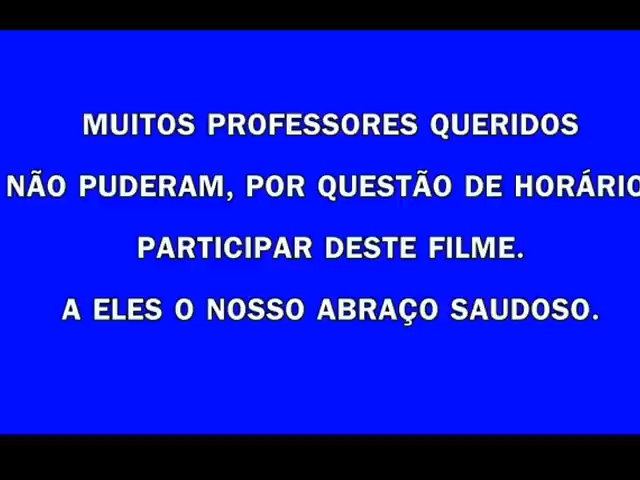 MUITOS PROFESSORES QUERIDOS
NÃO PUDERAM, POR QUESTÃO DE HORÁRIO
PARTICIPAR DESTE FILME.
A ELES O NOSSO ABRAÇO SAUDOSO.